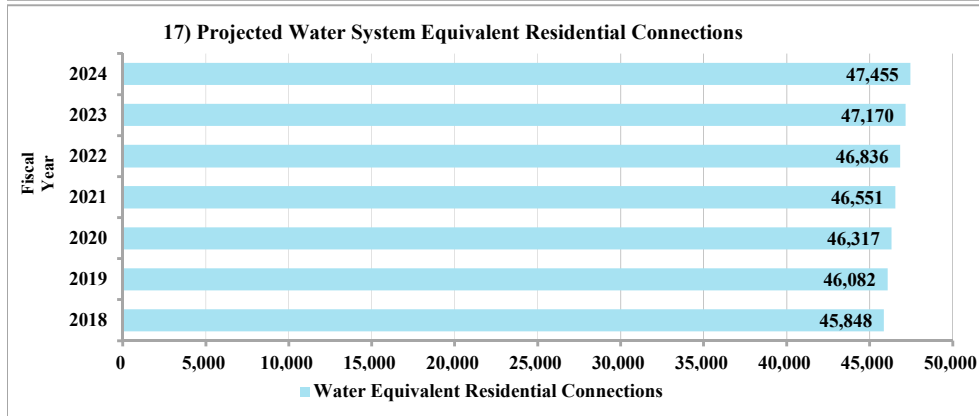 17) Projected Water System Equivalent Residential Connections
Fiscal
Year
2024
47,455
2023
47,170
2022
46,836
2021
46,551
2020
46,317
2019
46,082
2018
45,848
0 5,000 10,000 15,000 20,000 25,000 30,000 35,000 40,000 45,000 50,000
Water Equivalent Residential Connections